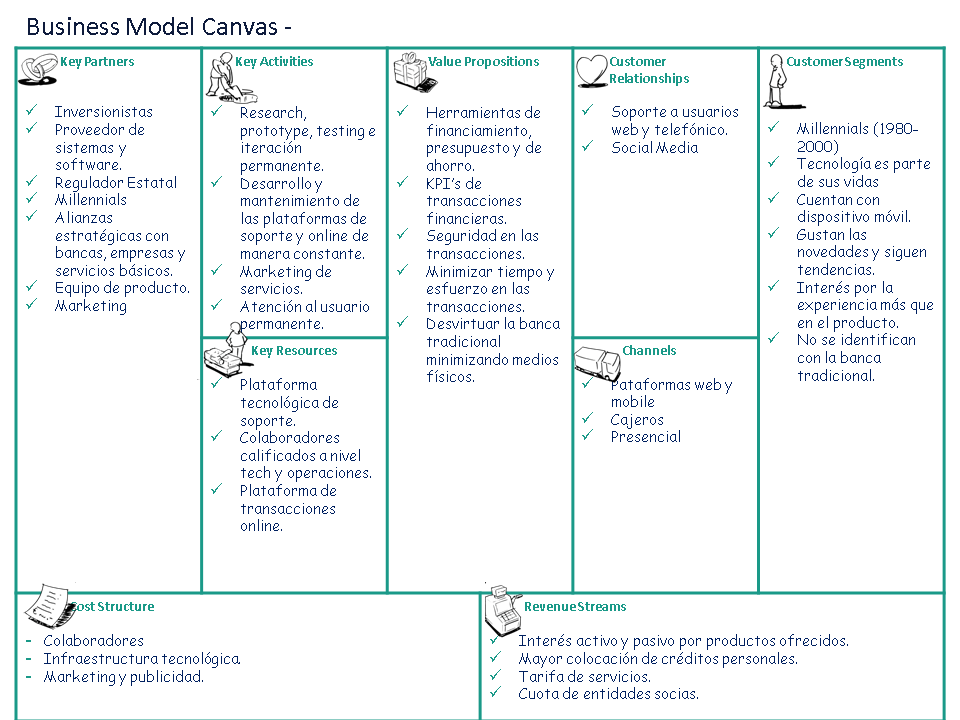 Business Model Canvas -
Key Partners
Inversionistas
Proveedor de
sistemas y
software.
Regulador Estatal
Millennials
Alianzas
estratégicas con
bancas, empresas y
servicios básicos.
Equipo de producto.
Marketing
Key Activities
Research,
prototype, testing e
iteración
permanente.
Desarrollo y
mantenimiento de
las plataformas de
soporte y online de
manera constante.
Marketing de
servicios.
Atención al usuario
permanente.
Key Resources
Plataforma
tecnológica de
soporte.
Colaboradores
calificados a nivel
tech y operaciones.
Plataforma de
transacciones
online.
Value Propositions
Herramientas de
financiamiento,
presupuesto y de
ahorro.
KPI's de
transacciones
financieras.
Seguridad en las
transacciones.
Minimizar tiempo y
esfuerzo en las
transacciones.
Desvirtuar la banca
tradicional
minimizando medios
físicos.
Customer
Relationships
Soporte a usuarios
web y telefónico.
Social Media
Channels
Pataformas web y
mobile
Cajeros
Presencial
Customer Segments
Millennials (1980-
2000)
Tecnología es parte
de sus vidas
Cuentan con
dispositivo móvil.
Gustan las
novedades y siguen
tendencias.
Interés por la
experiencia más que
en el producto.
No se identifican
con la banca
tradicional.
Cost Structure
- Colaboradores
- Infraestructura tecnológica.
- Marketing y publicidad.
Revenue Streams
Interés activo y pasivo por productos ofrecidos.
Mayor colocación de créditos personales.
Tarifa de servicios.
Cuota de entidades socias.